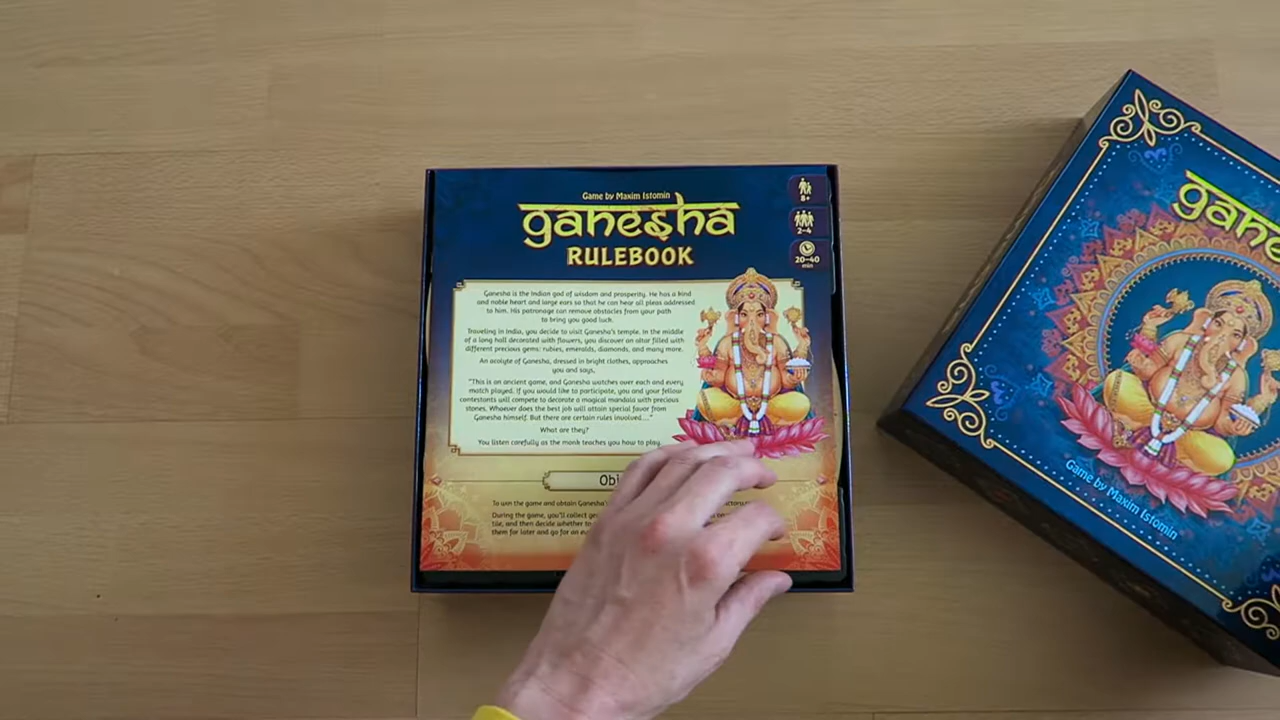 Game by Maxim Istomin
ganesha
RULEBOOK
8+
2–4
20–40
min
Ganesha is the Indian god of wisdom and prosperity. He has a kind
and noble heart and large ears so that he can hear all pleas addressed
to him. His patronage can remove obstacles from your path
to bring you good luck.
Traveling in India, you decide to visit Ganesha's temple. In the middle
of a long hall decorated with flowers, you discover an altar filled with
different precious gems: rubies, emeralds, diamonds, and many more.
An acolyte of Ganesha, dressed in bright clothes, approaches
you and says,
"This is an ancient game, and Ganesha watches over each and every
match played. If you would like to participate, you and your fellow
contestants will compete to decorate a magical mandala with precious
stones. Whoever does the best job will attain special favor from
Ganesha himself. But there are certain rules involved…."
What are they?
You listen carefully as the monk teaches you how to play.
Obj
To win the game and obtain Ganesha's
During the game, you'll collect
tile, and then decide whether to
them for later and go for an
gane
Game by Maxim Istomin